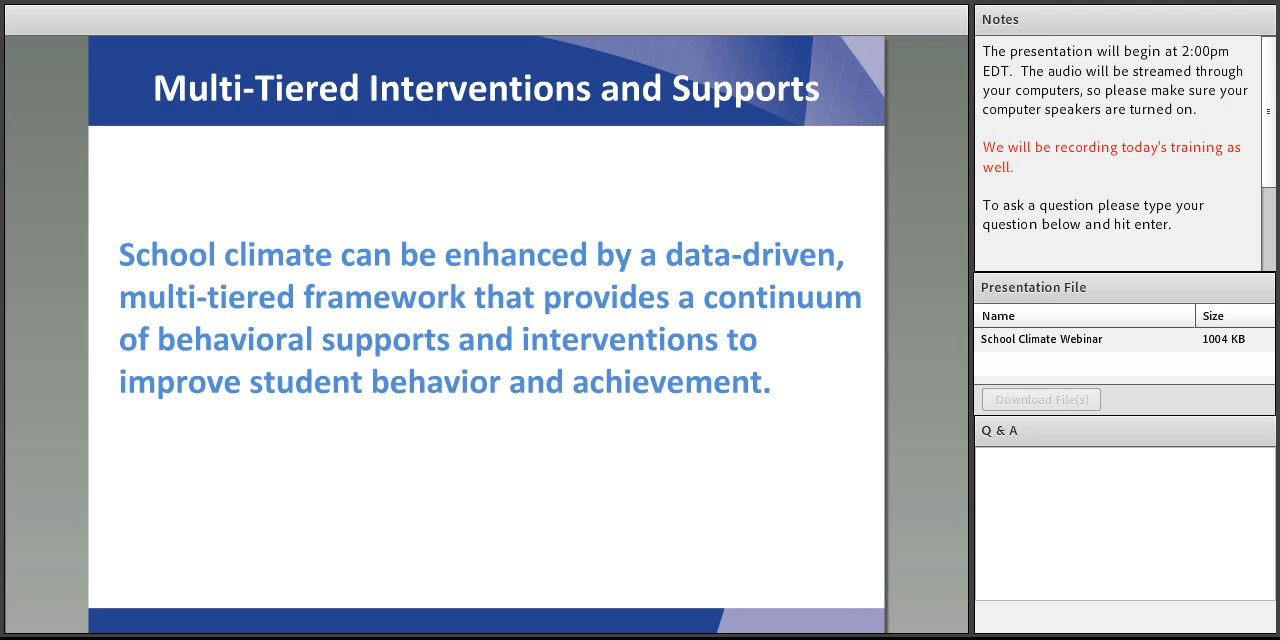 Multi-Tiered Interventions and Supports
School climate can be enhanced by a data-driven,
multi-tiered framework that provides a continuum
of behavioral supports and interventions to
improve student behavior and achievement.
Notes
The presentation will begin at 2:00pm
EDT.  The audio will be streamed through
your computers, so please make sure your
computer speakers are turned on.
We will be recording today's training as
well.
To ask a question please type your
question below and hit enter.
Presentation File
Name Size
School Climate Webinar 1004 KB
Download File(s)
Q & A